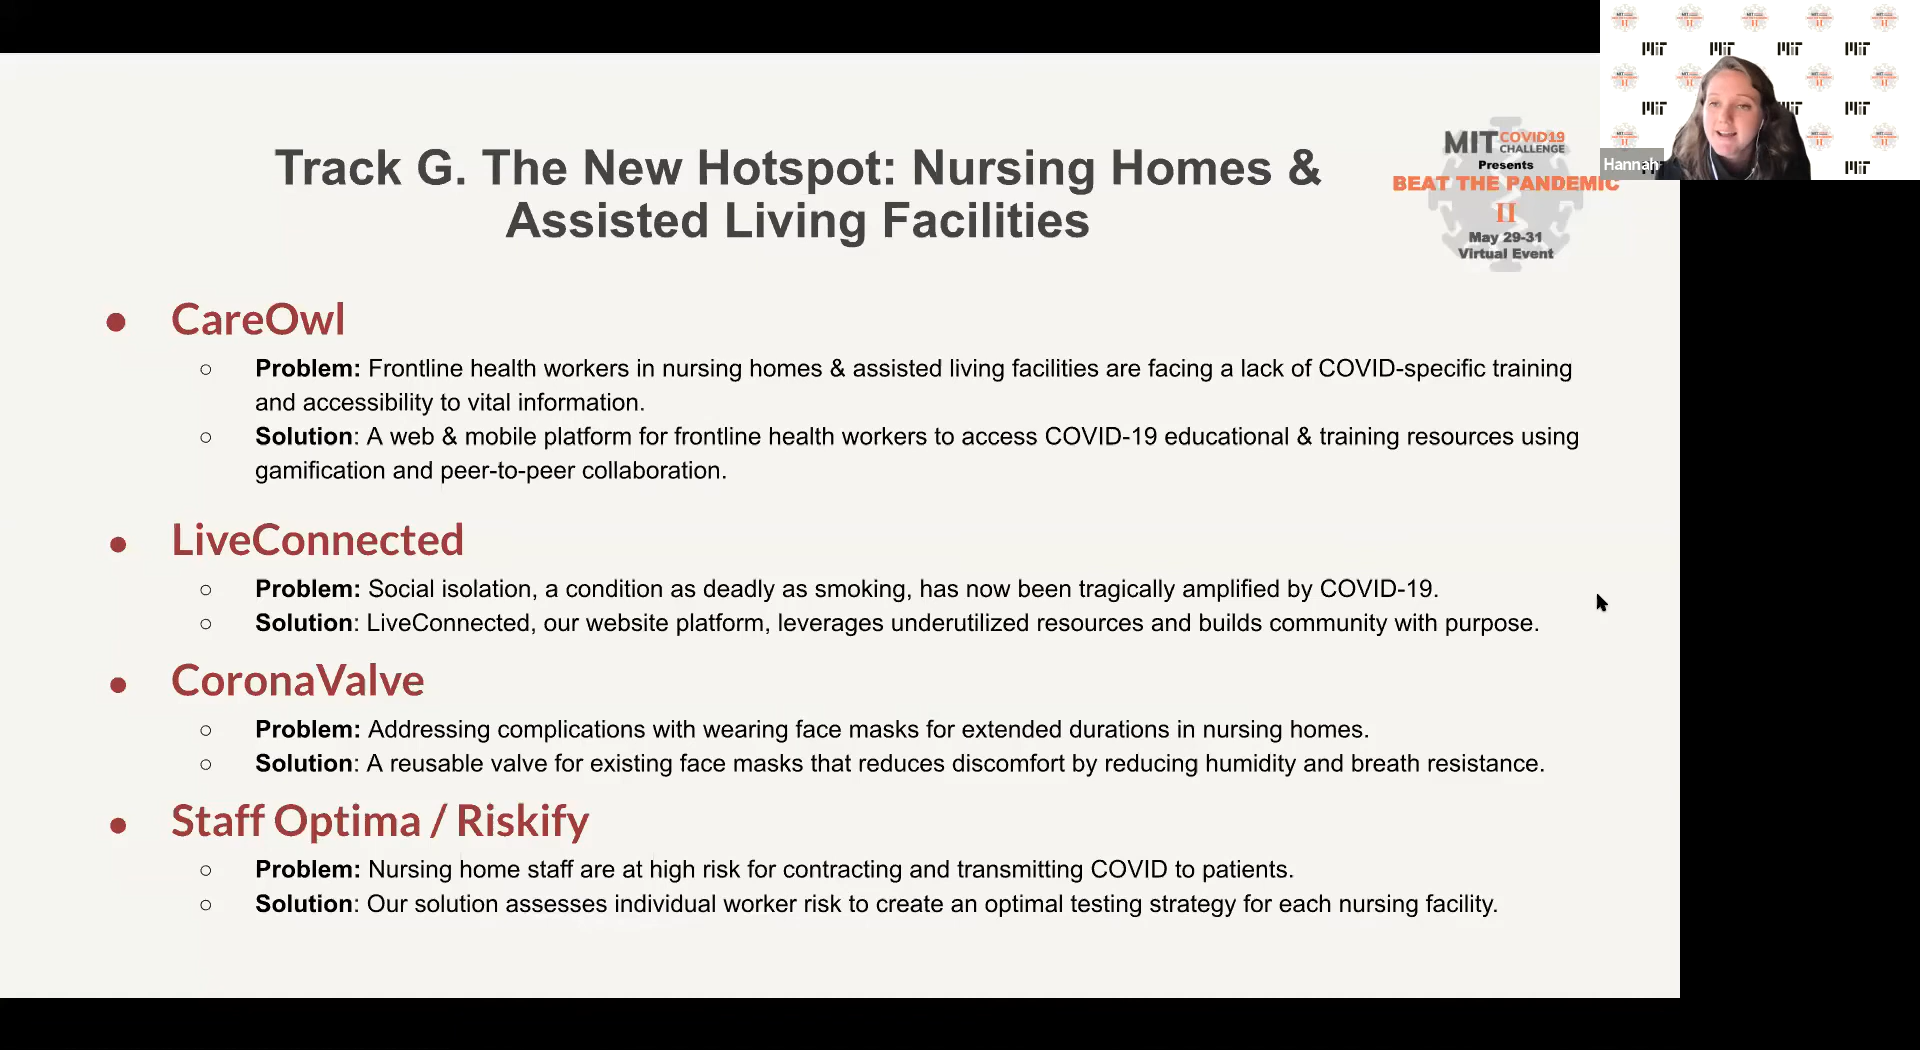 Track G. The New Hotspot: Nursing Homes &
Assisted Living Facilities
MIT COVID19
CHALLENGE
Presents
BEAT THE PANDEMIC
II
May 29-31
Virtual Event
Hannah
MIT MIT MIT MIT
MIT MIT MIT
MIT
● CareOwl
○ Problem: Frontline health workers in nursing homes & assisted living facilities are facing a lack of COVID-specific training
and accessibility to vital information.
○ Solution: A web & mobile platform for frontline health workers to access COVID-19 educational & training resources using
gamification and peer-to-peer collaboration.
● LiveConnected
○ Problem: Social isolation, a condition as deadly as smoking, has now been tragically amplified by COVID-19.
○ Solution: LiveConnected, our website platform, leverages underutilized resources and builds community with purpose.
● CoronaValve
○ Problem: Addressing complications with wearing face masks for extended durations in nursing homes.
○ Solution: A reusable valve for existing face masks that reduces discomfort by reducing humidity and breath resistance.
● Staff Optima / Riskify
○ Problem: Nursing home staff are at high risk for contracting and transmitting COVID to patients.
○ Solution: Our solution assesses individual worker risk to create an optimal testing strategy for each nursing facility.